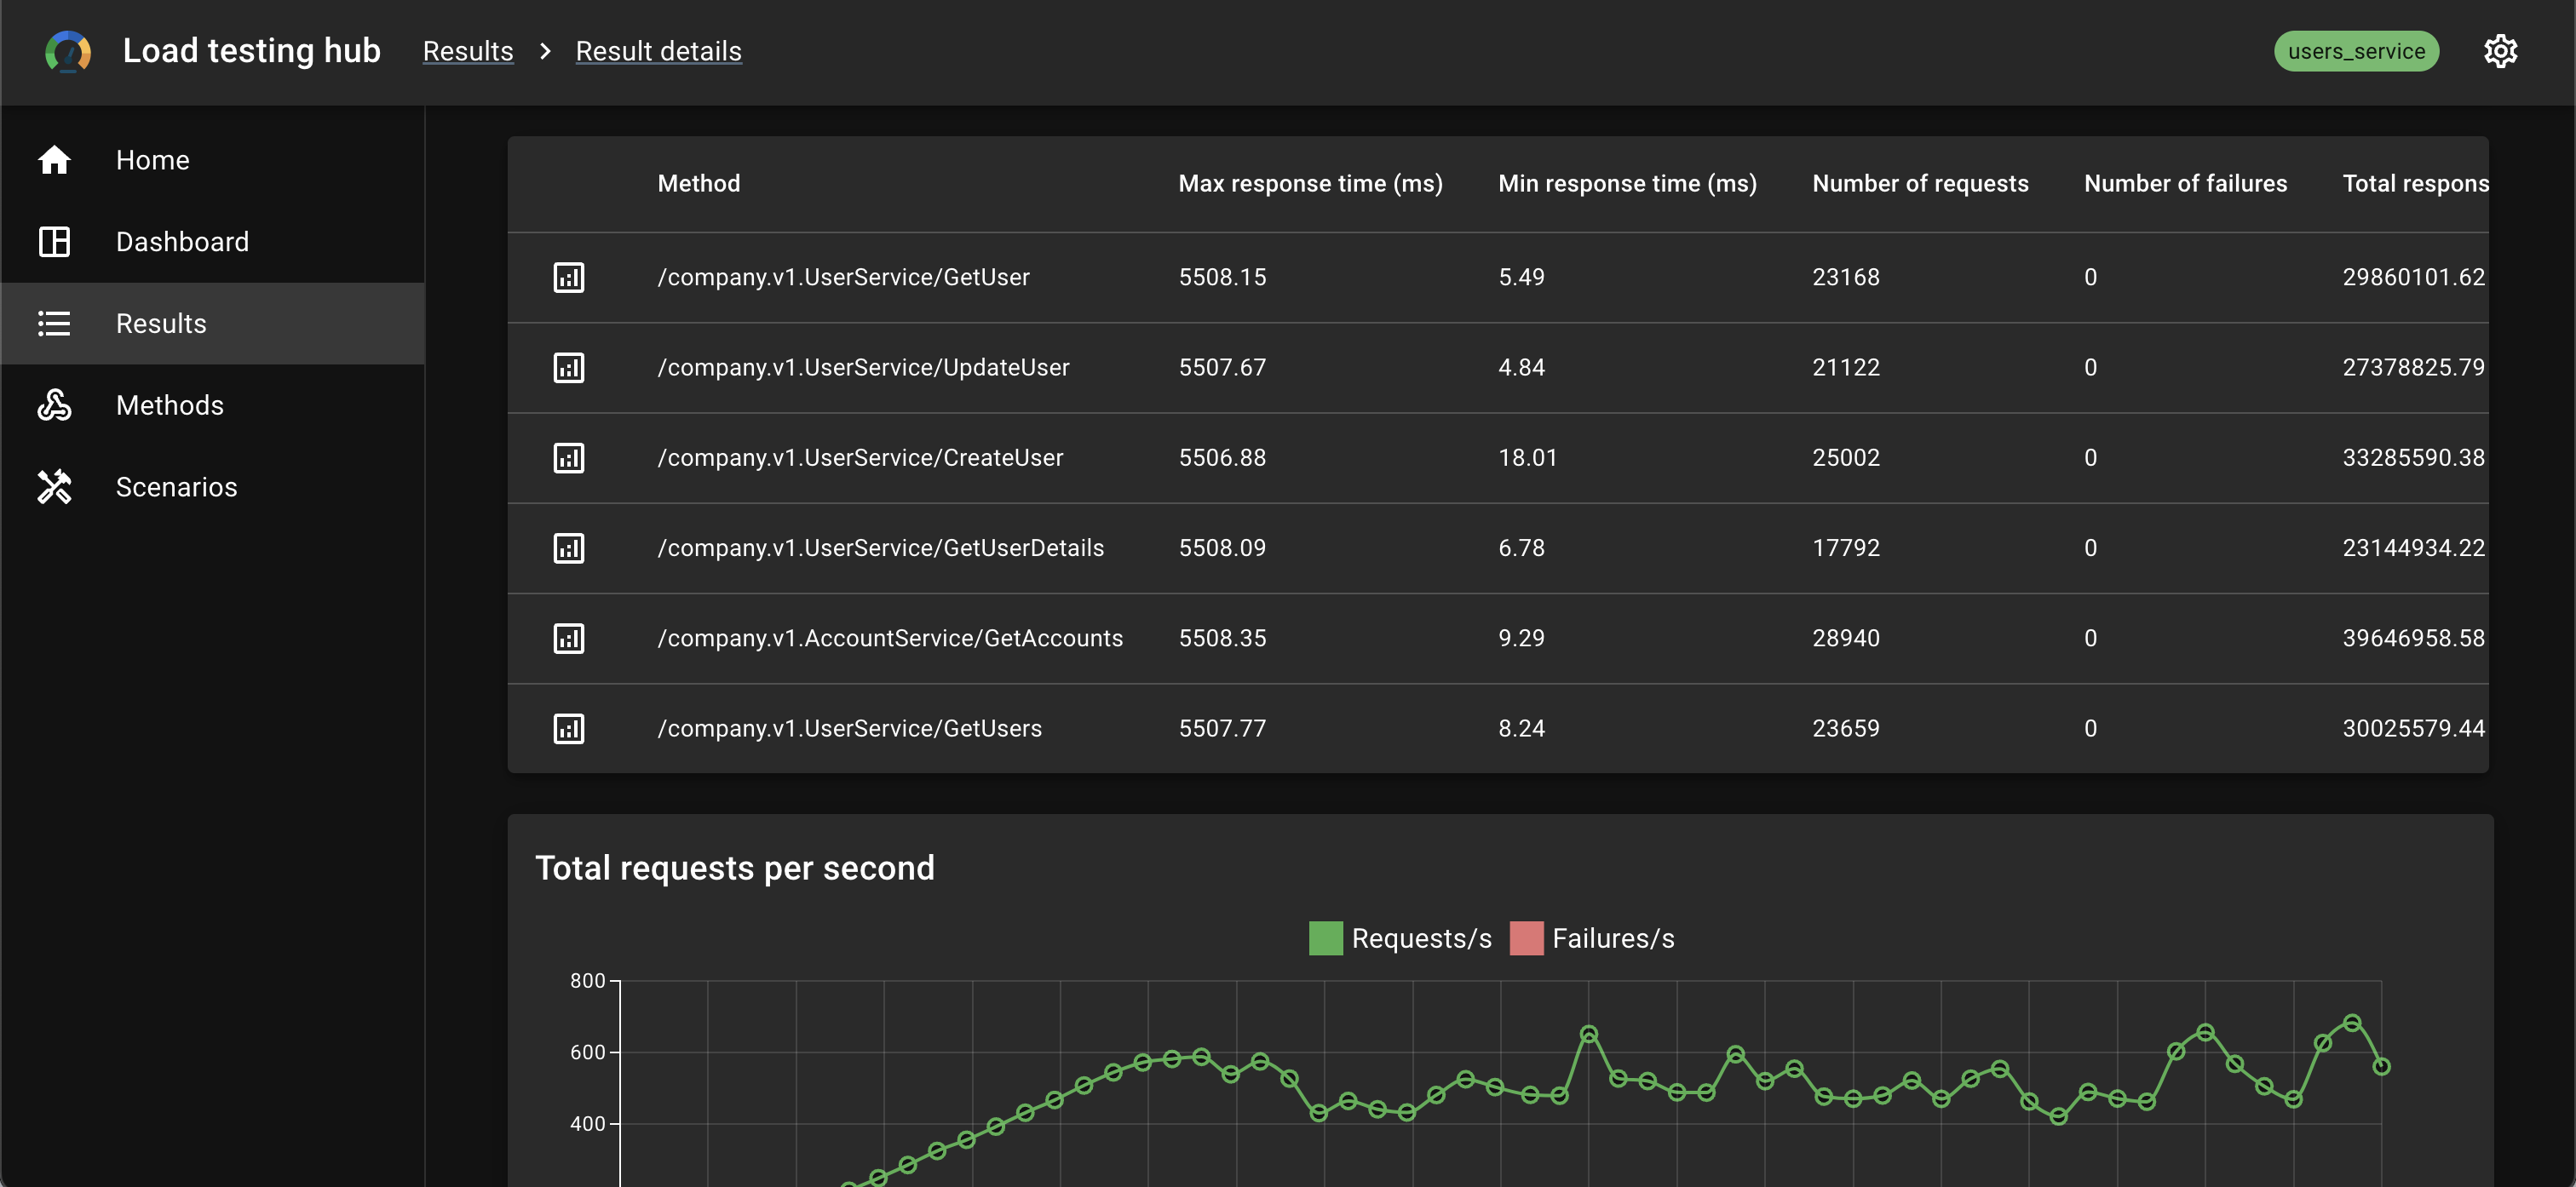 Load testing hub Results > Result details users_service
Home
Dashboard
Results
Methods
Scenarios
Method Max response time (ms) Min response time (ms) Number of requests Number of failures Total respons
/company.v1.UserService/GetUser 5508.15 5.49 23168 0 29860101.62
/company.v1.UserService/UpdateUser 5507.67 4.84 21122 0 27378825.79
/company.v1.UserService/CreateUser 5506.88 18.01 25002 0 33285590.38
/company.v1.UserService/GetUserDetails 5508.09 6.78 17792 0 23144934.22
/company.v1.AccountService/GetAccounts 5508.35 9.29 28940 0 39646958.58
/company.v1.UserService/GetUsers 5507.77 8.24 23659 0 30025579.44
Total requests per second
Requests/s Failures/s
800
600
400